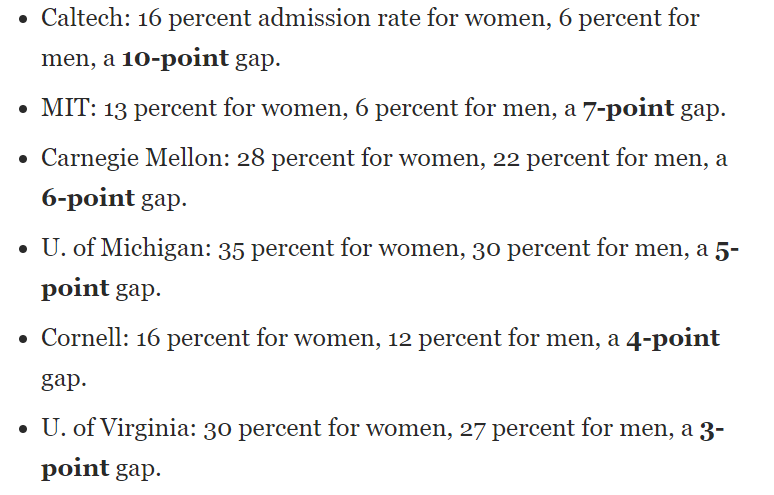 Caltech: 16 percent admission rate for women, 6 percent for
men, a 10-point gap.
MIT: 13 percent for women, 6 percent for men, a 7-point gap.
Carnegie Mellon: 28 percent for women, 22 percent for men, a
6-point gap.
U. of Michigan: 35 percent for women, 30 percent for men, a 5-
point gap.
Cornell: 16 percent for women, 12 percent for men, a 4-point
gap.
U. of Virginia: 30 percent for women, 27 percent for men, a 3-
point gap.